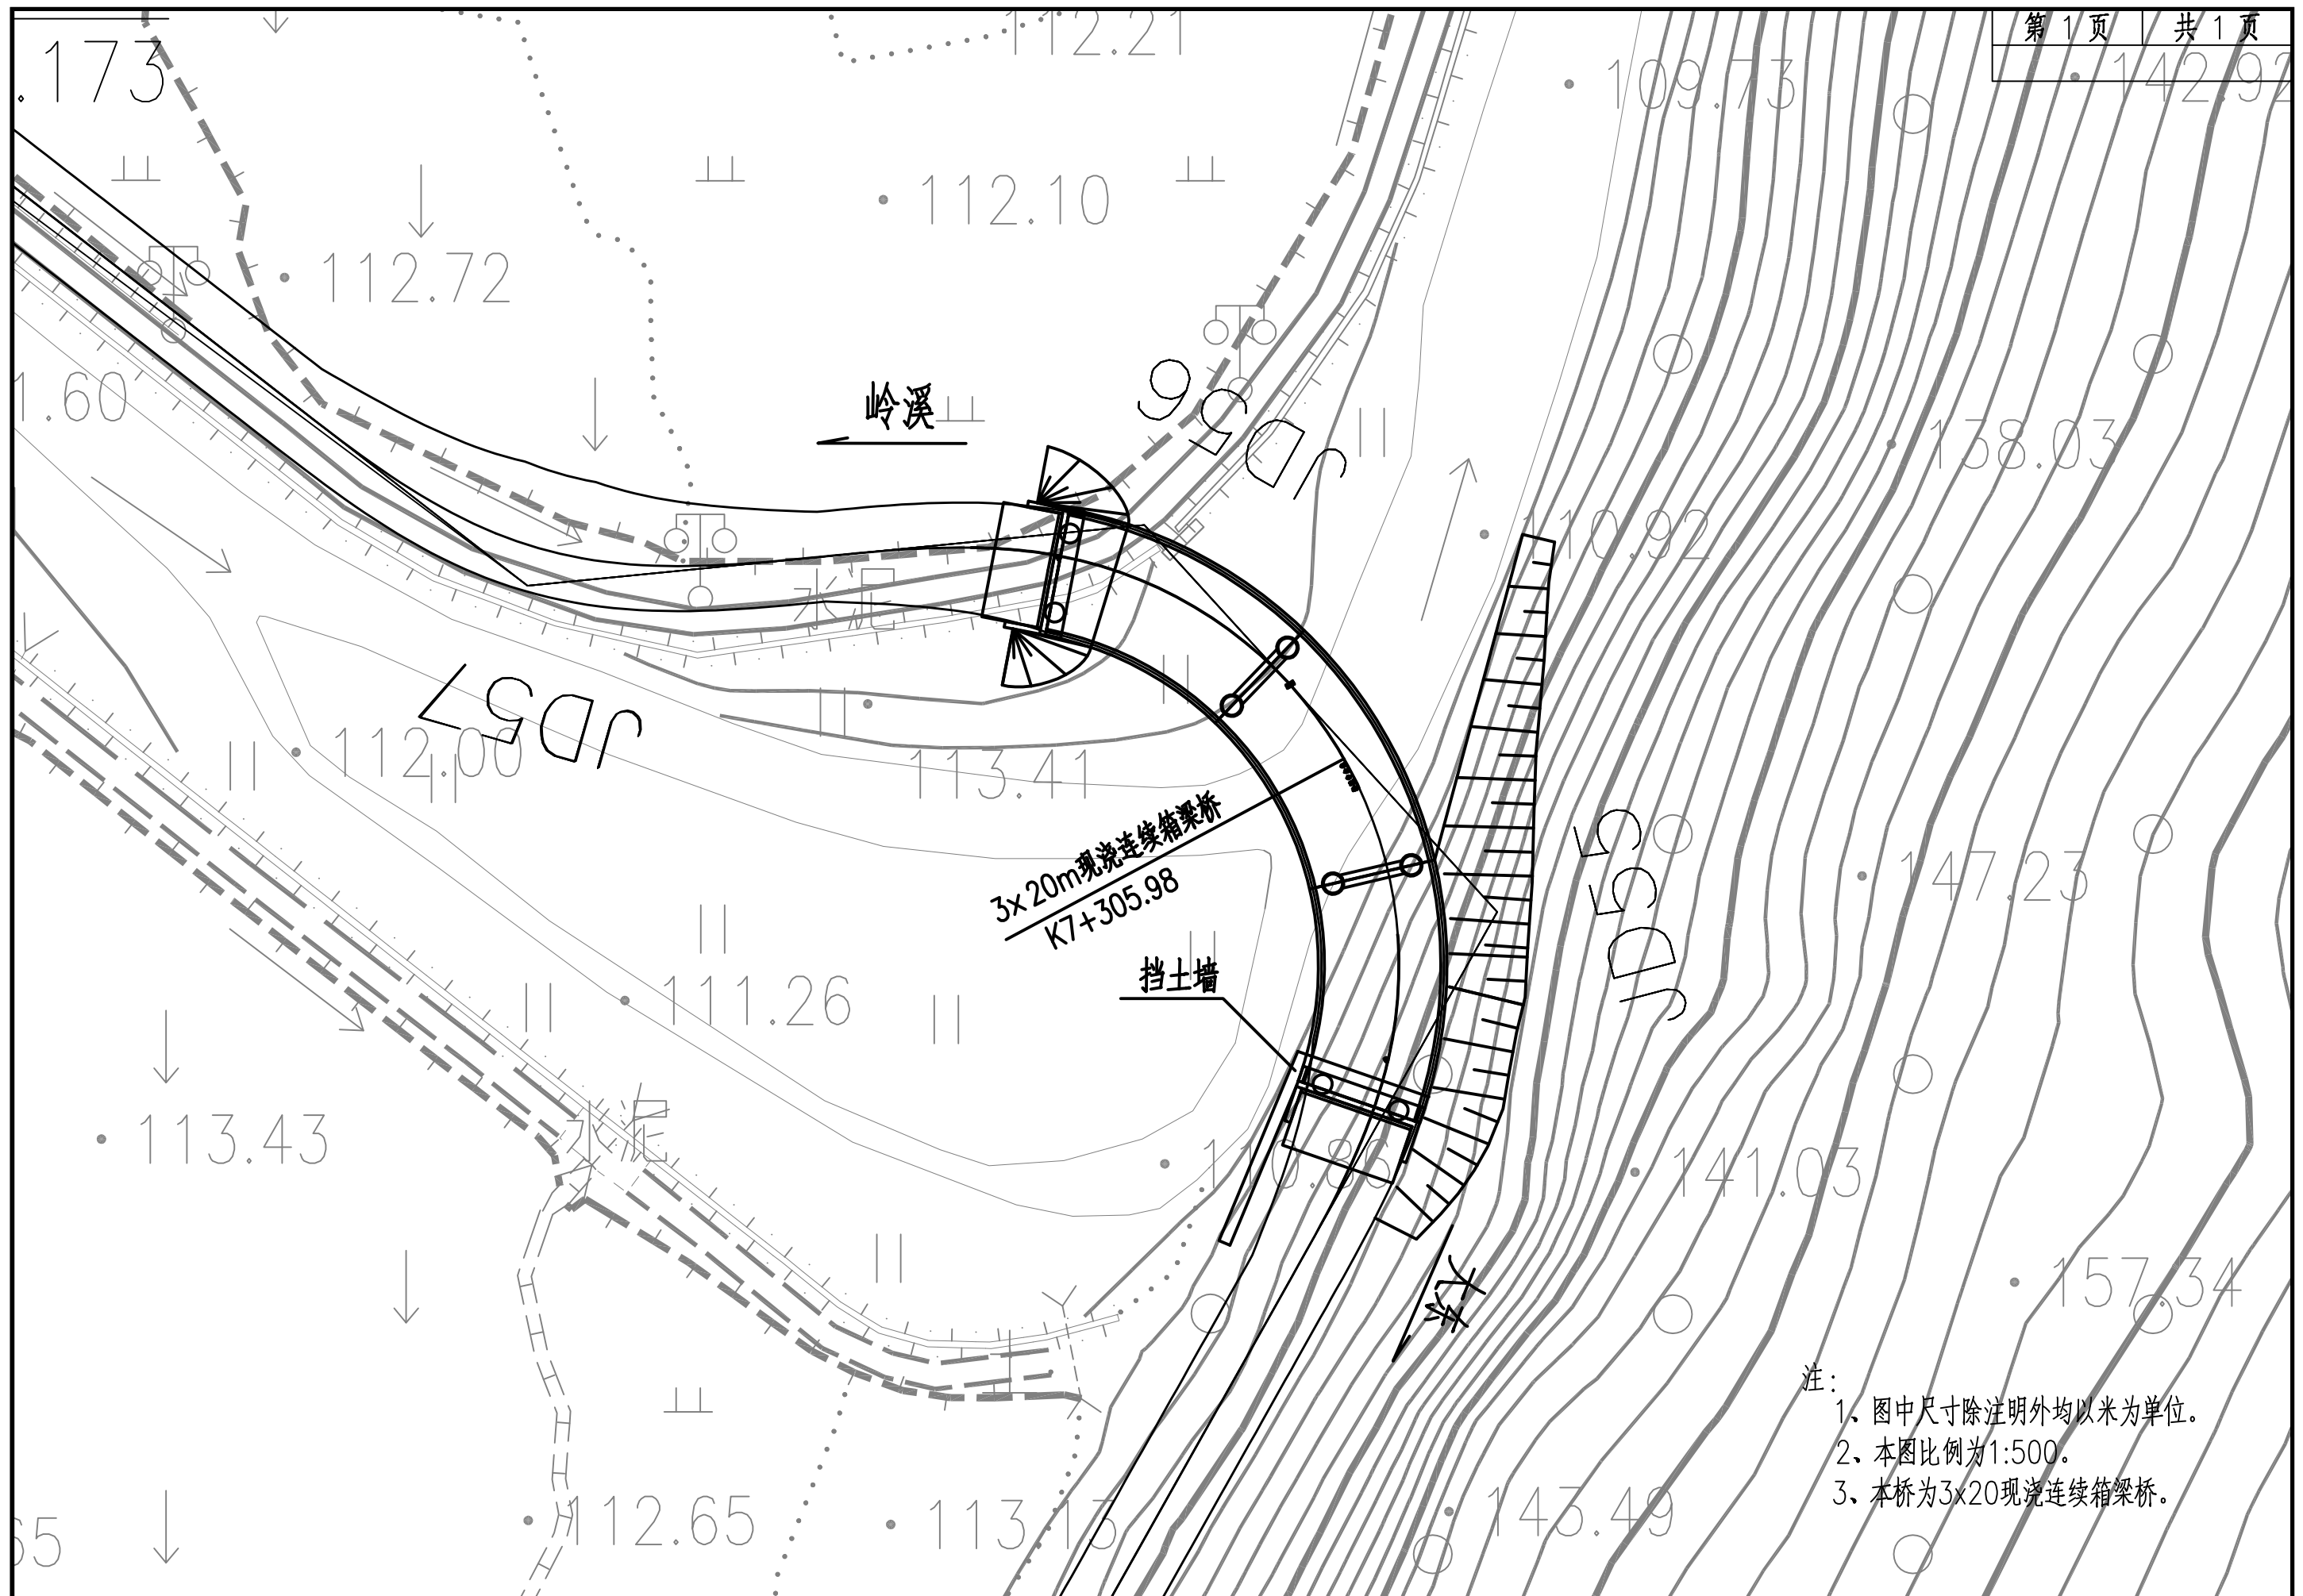 第 1 页 共 1 页
.173
112.21
109.73
142.92
112.10
112.72
1.60
岭溪
JD56
138.03
110.92
水泥
JD57
112.00
113.41
3x20m现浇连续箱梁桥
K7+305.98
JD55
147.23
挡土墙
111.26
113.43
水泥
110.86
141.03
157.34
注：
1、图中尺寸除注明外均以米为单位。
2、本图比例为1:500。
3、本桥为3x20现浇连续箱梁桥。
112.65
113.13
143.49